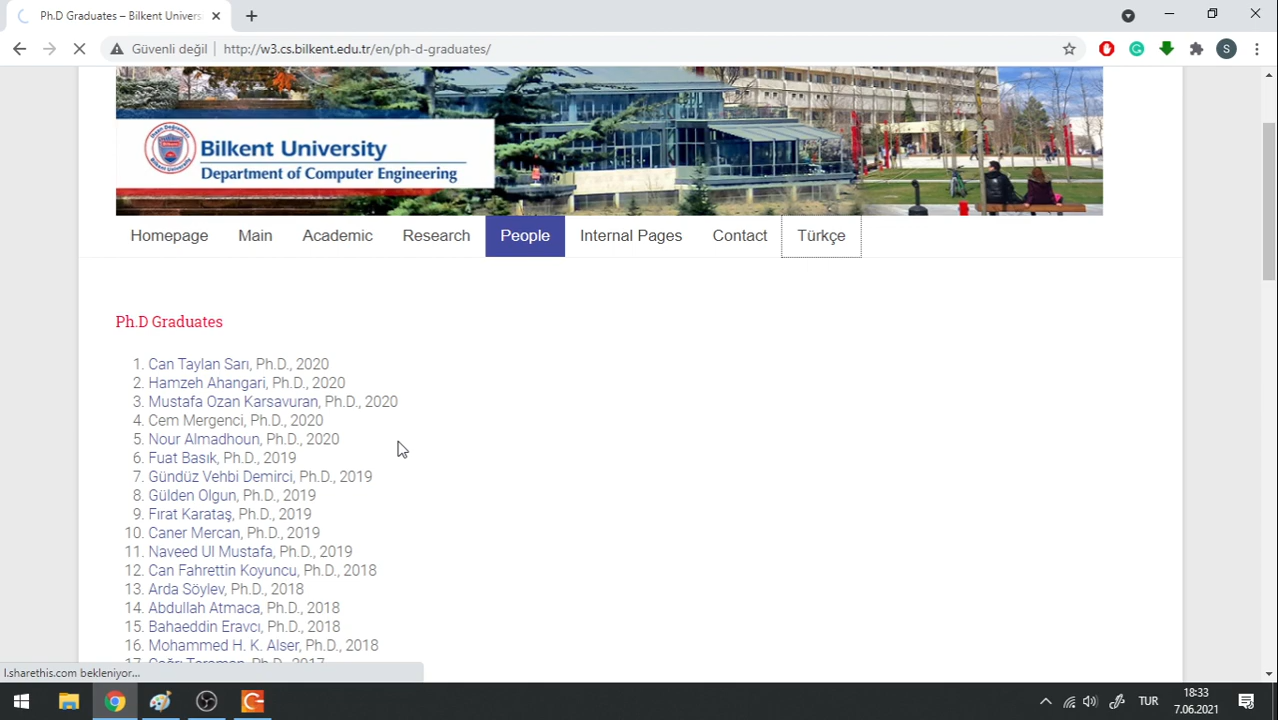 Ph.D Graduates – Bilkent Univers
Güvenli değil
http://w3.cs.bilkent.edu.tr/en/ph-d-graduates/
S
Bilkent University
Department of Computer Engineering
Homepage Main Academic Research People Internal Pages Contact Türkçe
Ph.D Graduates
1. Can Taylan Sarı, Ph.D., 2020
2. Hamzeh Ahangari, Ph.D., 2020
3. Mustafa Ozan Karsavuran, Ph.D., 2020
4. Cem Mergenci, Ph.D., 2020
5. Nour Almadhoun, Ph.D., 2020
6. Fuat Basık, Ph.D., 2019
7. Gündüz Vehbi Demirci, Ph.D., 2019
8. Gülden Olgun, Ph.D., 2019
9. Fırat Karataş, Ph.D., 2019
10. Caner Mercan, Ph.D., 2019
11. Naveed Ul Mustafa, Ph.D., 2019
12. Can Fahrettin Koyuncu, Ph.D., 2018
13. Arda Söylev, Ph.D., 2018
14. Abdullah Atmaca, Ph.D., 2018
15. Bahaeddin Eravcı, Ph.D., 2018
16. Mohammed H. K. Alser, Ph.D., 2018
17. Çağrı Toraman, Ph.D., 2017
l.sharethis.com bekleniyor...
TUR
18:33
7.06.2021